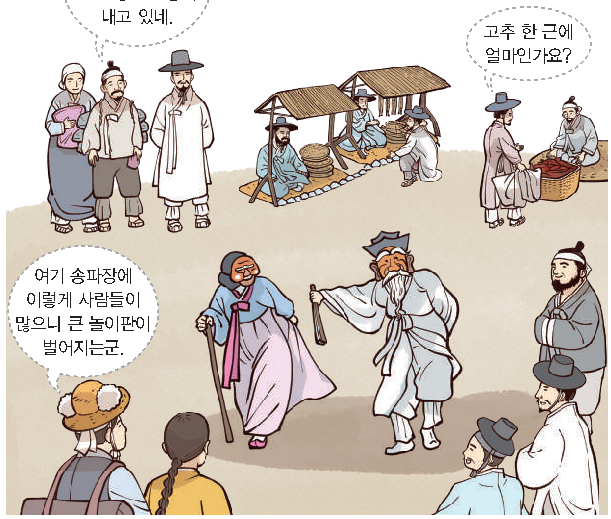 내고 있네.
고추 한 근에
얼마인가요?
여기 송파장에
이렇게 사람들이
많으니 큰 놀이판이
벌어지는군.